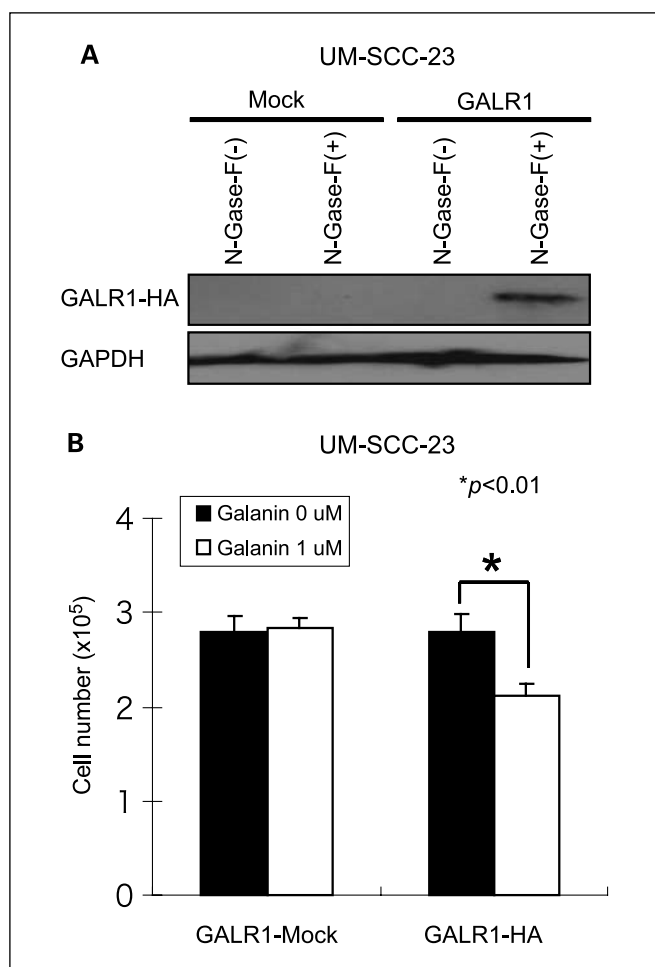 A
UM-SCC-23
Mock GALR1
N-Gase-F(-) N-Gase-F(+) N-Gase-F(-) N-Gase-F(+)
GALR1-HA
GAPDH
B
UM-SCC-23
*p<0.01
Galanin 0 uM
Galanin 1 uM
*
Cell number (x10⁵)
4
3
2
1
0
GALR1-Mock GALR1-HA